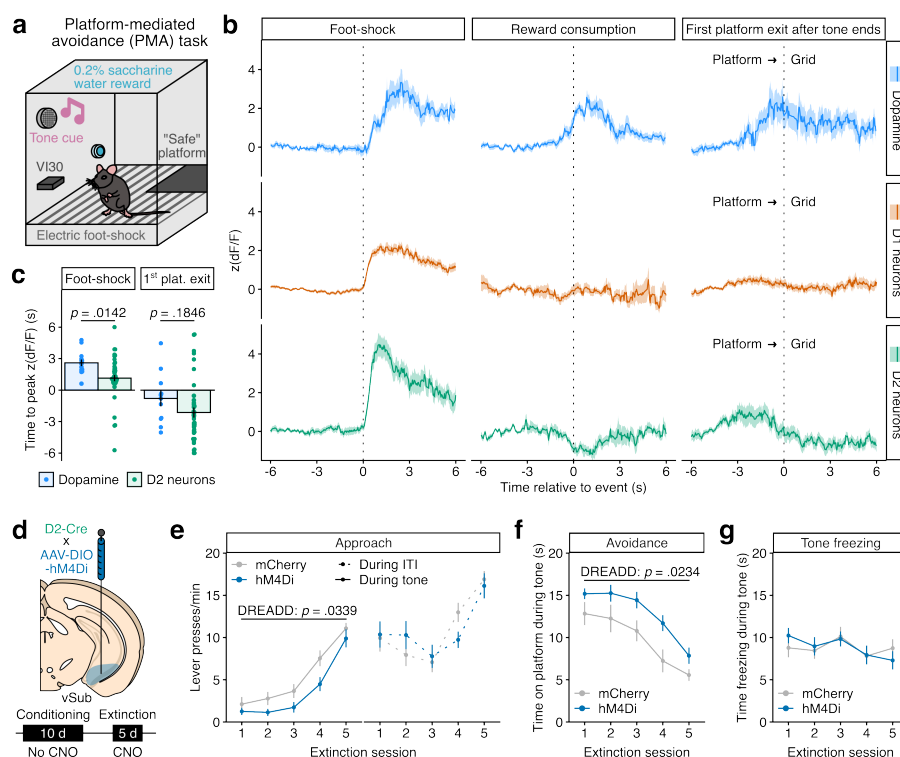 a
Platform-mediated
avoidance (PMA) task
0.2% saccharine
water reward
Tone cue
"Safe"
platform
VI30
Electric foot-shock
b
Foot-shock
Reward consumption
First platform exit after tone ends
Platform → Grid
Dopamine
Platform → Grid
D1 neurons
Platform → Grid
D2 neurons
z(dF/F)
4
2
0
4
2
0
4
2
0
-6 -3 0 3 6
-6 -3 0 3 6
-6 -3 0 3 6
Time relative to event (s)
c
Foot-shock
1st plat. exit
p = .0142
p = .1846
Time to peak z(dF/F) (s)
6
3
0
-3
-6
Dopamine
D2 neurons
d
D2-Cre
x
AAV-DIO
-hM4Di
vSub
Conditioning
Extinction
10 d
5 d
No CNO
CNO
e
Approach
mCherry
hM4Di
During ITI
During tone
DREADD: p = .0339
Lever presses/min
20
15
10
5
0
1 2 3 4 5
1 2 3 4 5
Extinction session
f
Avoidance
DREADD: p = .0234
Time on platform during tone (s)
20
15
10
5
0
mCherry
hM4Di
1 2 3 4 5
Extinction session
g
Tone freezing
Time freezing during tone (s)
20
15
10
5
0
mCherry
hM4Di
1 2 3 4 5
Extinction session